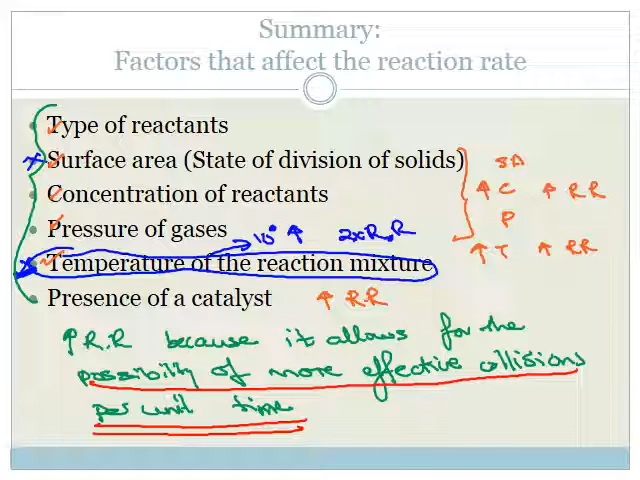 Summary:
Factors that affect the reaction rate
• Type of reactants
• Surface area (State of division of solids) SA
• Concentration of reactants ↑ C ↑ RR
• Pressure of gases → 10° ↑ 2x R.R P
• Temperature of the reaction mixture ↑ T ↑ RR
• Presence of a catalyst ↑ RR
↑ R.R because it allows for the
possibility of more effective collisions
per unit time